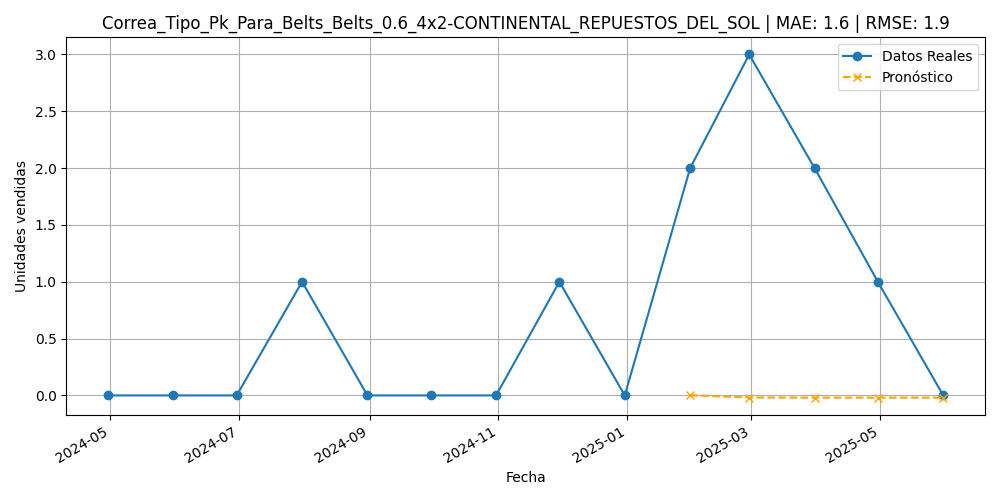 Correa_Tipo_Pk_Para_Belts_Belts_0.6_4x2-CONTINENTAL_REPUESTOS_DEL_SOL | MAE: 1.6 | RMSE: 1.9
Datos Reales
Pronóstico
Unidades vendidas
3.0
2.5
2.0
1.5
1.0
0.5
0.0
2024-05
2024-07
2024-09
2024-11
2025-01
2025-03
2025-05
Fecha